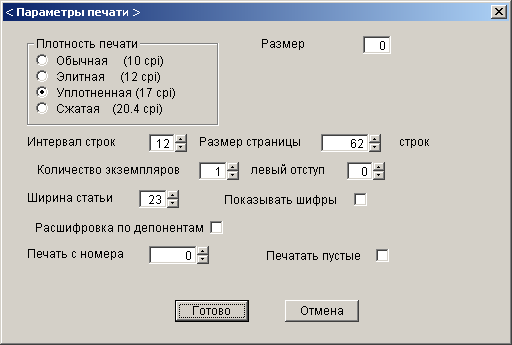 < Параметры печати >
Плотность печати
Размер 0
Обычная (10 cpi)
Элитная (12 cpi)
Уплотненная (17 cpi)
Сжатая (20.4 cpi)
Интервал строк 12 Размер страницы 62 строк
Количество экземпляров 1 левый отступ 0
Ширина статьи 23 Показывать шифры
Расшифровка по депонентам
Печать с номера 0 Печатать пустые
Готово Отмена